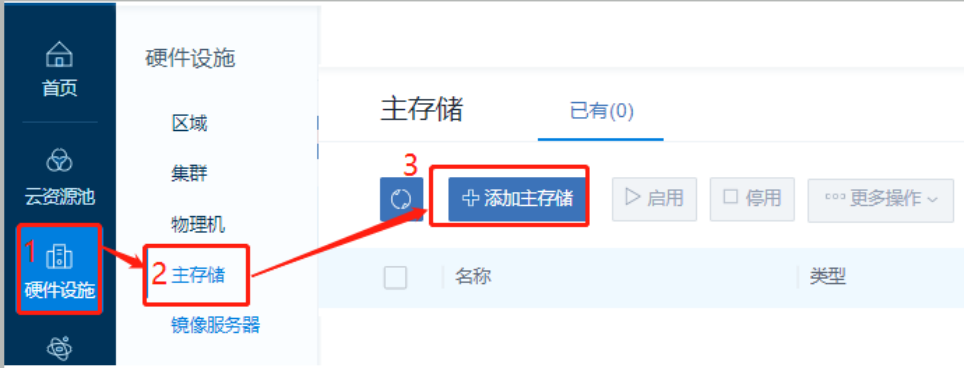 首页
云资源池
1
硬件设施
硬件设施
区域
集群
物理机
2
主存储
镜像服务器
主存储
已有(0)
3
添加主存储
启用
停用
更多操作
名称
类型